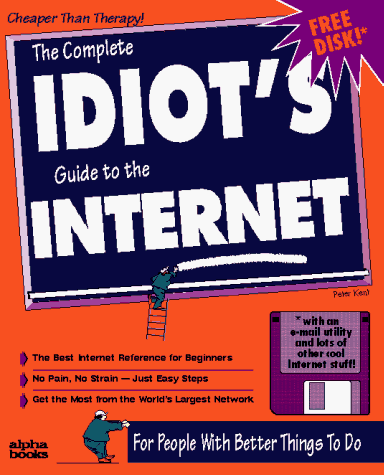 Cheaper Than Therapy!
FREE
DISK!*
The Complete
IDIOT'S
Guide to the
INTERNET
Peter Kent
* with an
e-mail utility
and lots of
other cool
Internet stuff!
The Best Internet Reference for Beginners
No Pain, No Strain — Just Easy Steps
Get the Most from the World's Largest Network
alpha
books
For People With Better Things To Do